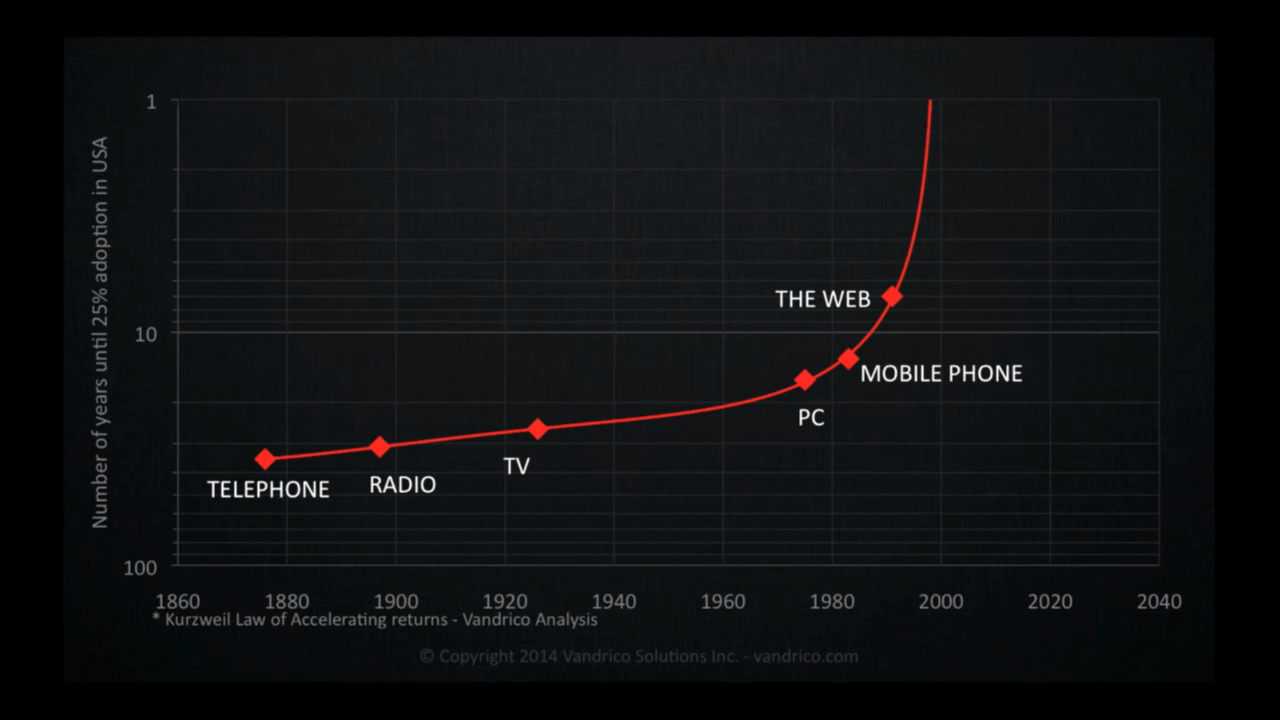 1
Number of years until 25% adoption in USA
THE WEB
10
MOBILE PHONE
PC
TV
RADIO
TELEPHONE
100
1860 1880 1900 1920 1940 1960 1980 2000 2020 2040
* Kurzweil Law of Accelerating returns - Vandrico Analysis
© Copyright 2014 Vandrico Solutions Inc. - vandrico.com